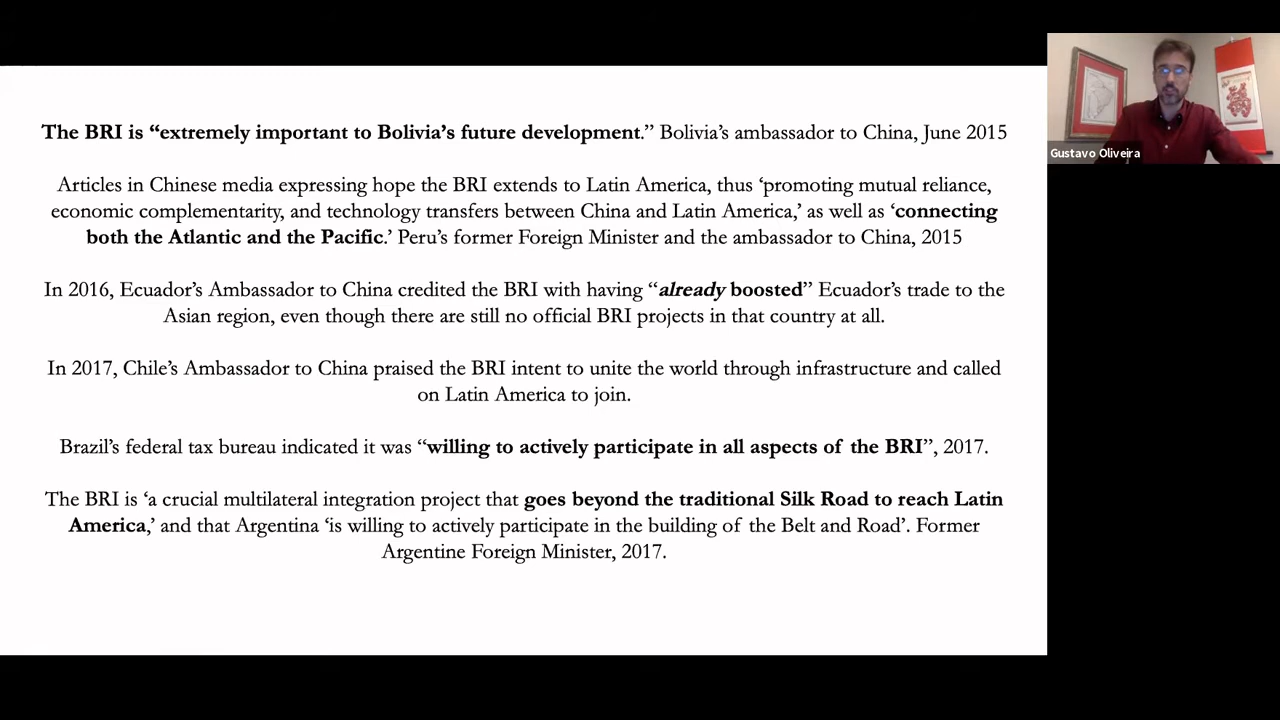 The BRI is “extremely important to Bolivia’s future development.” Bolivia’s ambassador to China, June 2015
Articles in Chinese media expressing hope the BRI extends to Latin America, thus ‘promoting mutual reliance,
economic complementarity, and technology transfers between China and Latin America,’ as well as ‘connecting
both the Atlantic and the Pacific.’ Peru’s former Foreign Minister and the ambassador to China, 2015
In 2016, Ecuador’s Ambassador to China credited the BRI with having “already boosted” Ecuador’s trade to the
Asian region, even though there are still no official BRI projects in that country at all.
In 2017, Chile’s Ambassador to China praised the BRI intent to unite the world through infrastructure and called
on Latin America to join.
Brazil’s federal tax bureau indicated it was “willing to actively participate in all aspects of the BRI”, 2017.
The BRI is ‘a crucial multilateral integration project that goes beyond the traditional Silk Road to reach Latin
America,’ and that Argentina ‘is willing to actively participate in the building of the Belt and Road’. Former
Argentine Foreign Minister, 2017.
Gustavo Oliveira